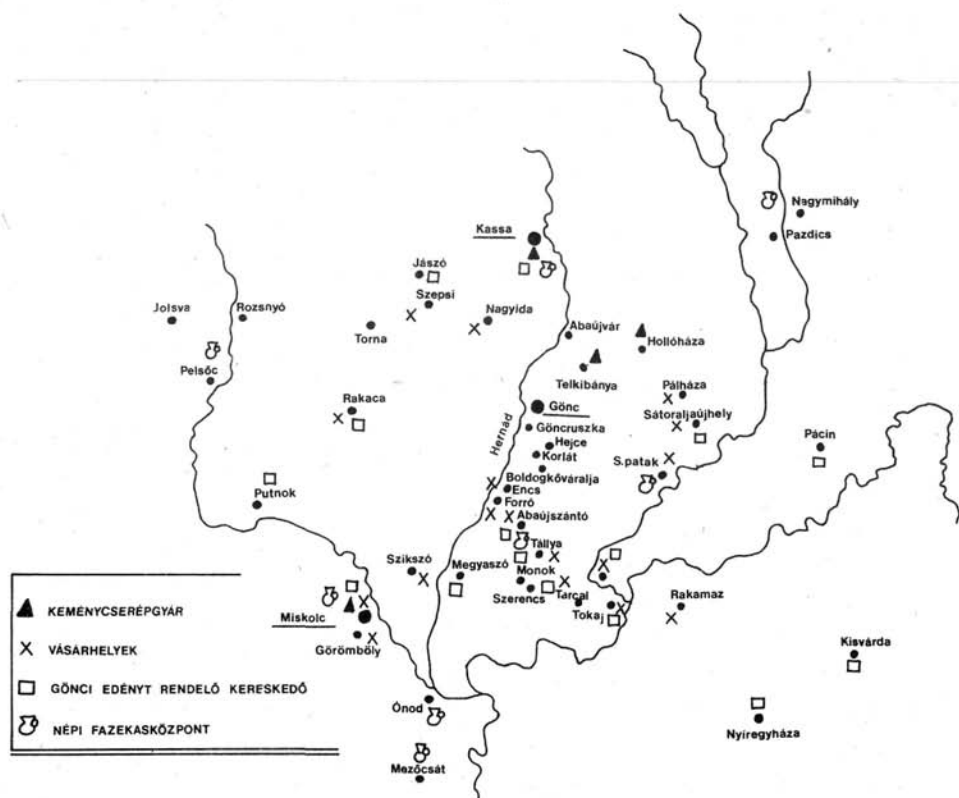 Nagymihály
Pazdics
Kassa
Jászó
Szepsi
Nagyida
Jolsva
Rozsnyó
Torna
Abaújvár
Hollóháza
Telkibánya
Pelsőc
Rakaca
Pálháza
Gönc
Sátoraljaújhely
Göncruszka
Hernád
Hejce
Korlát
Pácin
S.patak
Boldogkőváralja
Encs
Forró
Putnok
Abaújszántó
Tállya
Szikszó
Megyaszó
Monok
Szerencs
Tarcal
Tokaj
Rakamaz
KEMÉNYCSERÉPGYÁR
Miskolc
VÁSÁRHELYEK
Görömböly
Kisvárda
GÖNCI EDÉNYT RENDELŐ KERESKEDŐ
Ónod
NÉPI FAZEKASKÖZPONT
Nyíregyháza
Mezőcsát